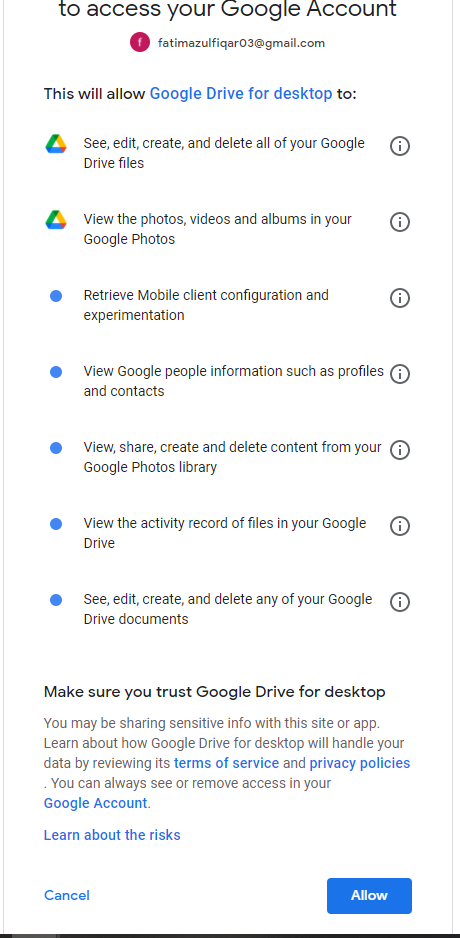 to access your Google Account
f fatimazulfiqar03@gmail.com
This will allow Google Drive for desktop to:
See, edit, create, and delete all of your Google
Drive files
View the photos, videos and albums in your
Google Photos
Retrieve Mobile client configuration and
experimentation
View Google people information such as profiles
and contacts
View, share, create and delete content from your
Google Photos library
View the activity record of files in your Google
Drive
See, edit, create, and delete any of your Google
Drive documents
Make sure you trust Google Drive for desktop
You may be sharing sensitive info with this site or app.
Learn about how Google Drive for desktop will handle your
data by reviewing its terms of service and privacy policies
. You can always see or remove access in your
Google Account.
Learn about the risks
Cancel Allow